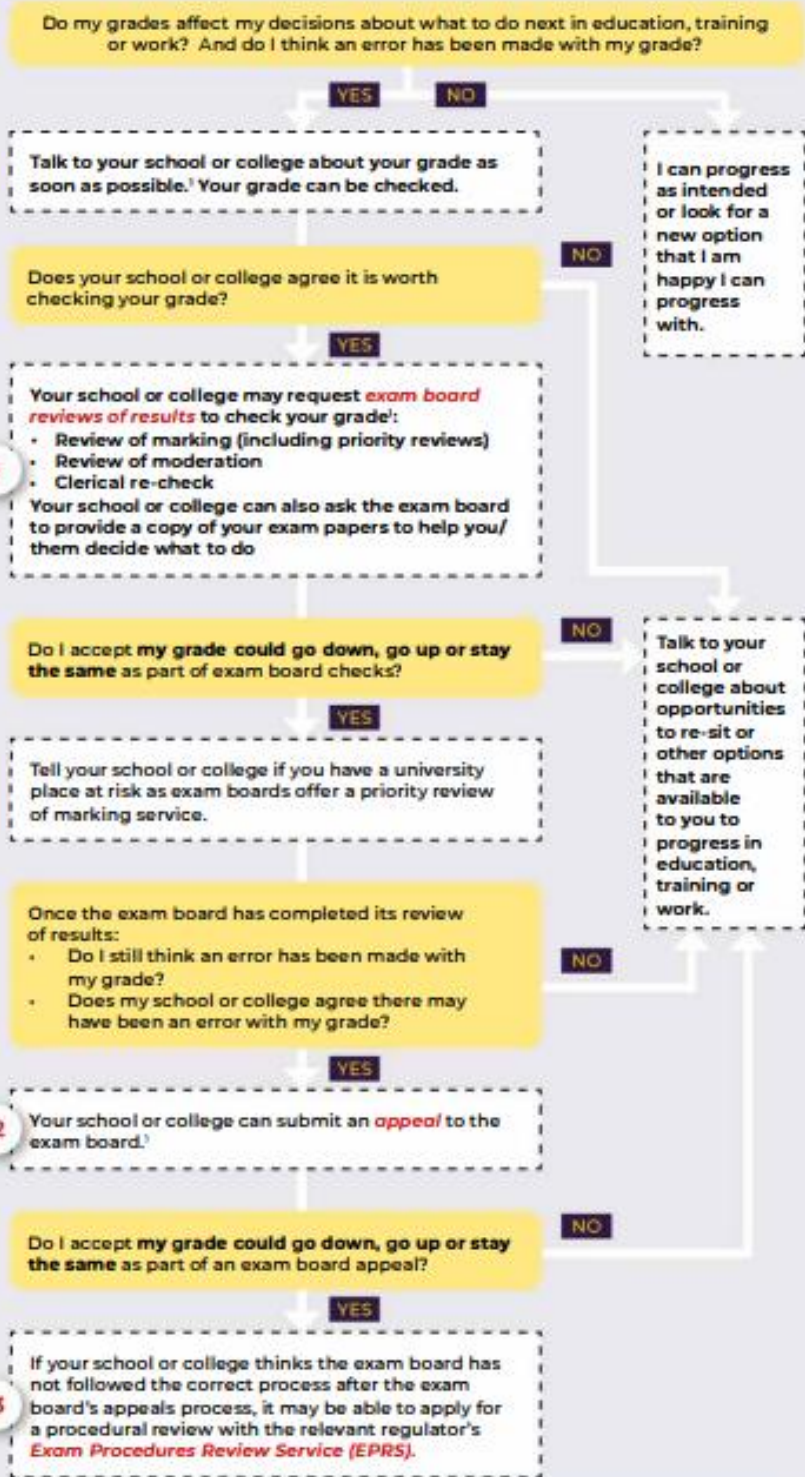 Do my grades affect my decisions about what to do next in education, training
or work? And do I think an error has been made with my grade?
YES
NO
Talk to your school or college about your grade as
soon as possible.¹ Your grade can be checked.
I can progress
as intended
or look for a
new option
that I am
happy I can
progress
with.
Does your school or college agree it is worth
checking your grade?
NO
YES
Your school or college may request exam board
reviews of results to check your grade¹:
• Review of marking (including priority reviews)
• Review of moderation
• Clerical re-check
Your school or college can also ask the exam board
to provide a copy of your exam papers to help you/
them decide what to do
Do I accept my grade could go down, go up or stay
the same as part of exam board checks?
NO
YES
Talk to your
school or
college about
opportunities
to re-sit or
other options
that are
available
to you to
progress in
education,
training or
work.
Tell your school or college if you have a university
place at risk as exam boards offer a priority review
of marking service.
Once the exam board has completed its review
of results:
• Do I still think an error has been made with
my grade?
• Does my school or college agree there may
have been an error with my grade?
NO
YES
2
Your school or college can submit an appeal to the
exam board.¹
Do I accept my grade could go down, go up or stay
the same as part of an exam board appeal?
NO
YES
3
If your school or college thinks the exam board has
not followed the correct process after the exam
board's appeals process, it may be able to apply for
a procedural review with the relevant regulator's
Exam Procedures Review Service (EPRS).